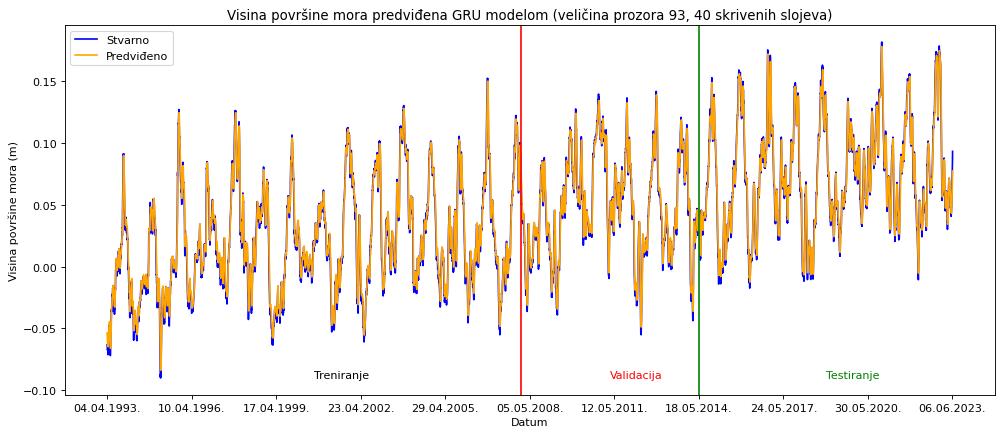 Visina površine mora predviđena GRU modelom (veličina prozora 93, 40 skrivenih slojeva)
Stvarno
Predviđeno
Visina površine mora (m)
0.15
0.10
0.05
0.00
−0.05
−0.10
Treniranje
Validacija
Testiranje
04.04.1993.
10.04.1996.
17.04.1999.
23.04.2002.
29.04.2005.
05.05.2008.
12.05.2011.
18.05.2014.
24.05.2017.
30.05.2020.
06.06.2023.
Datum